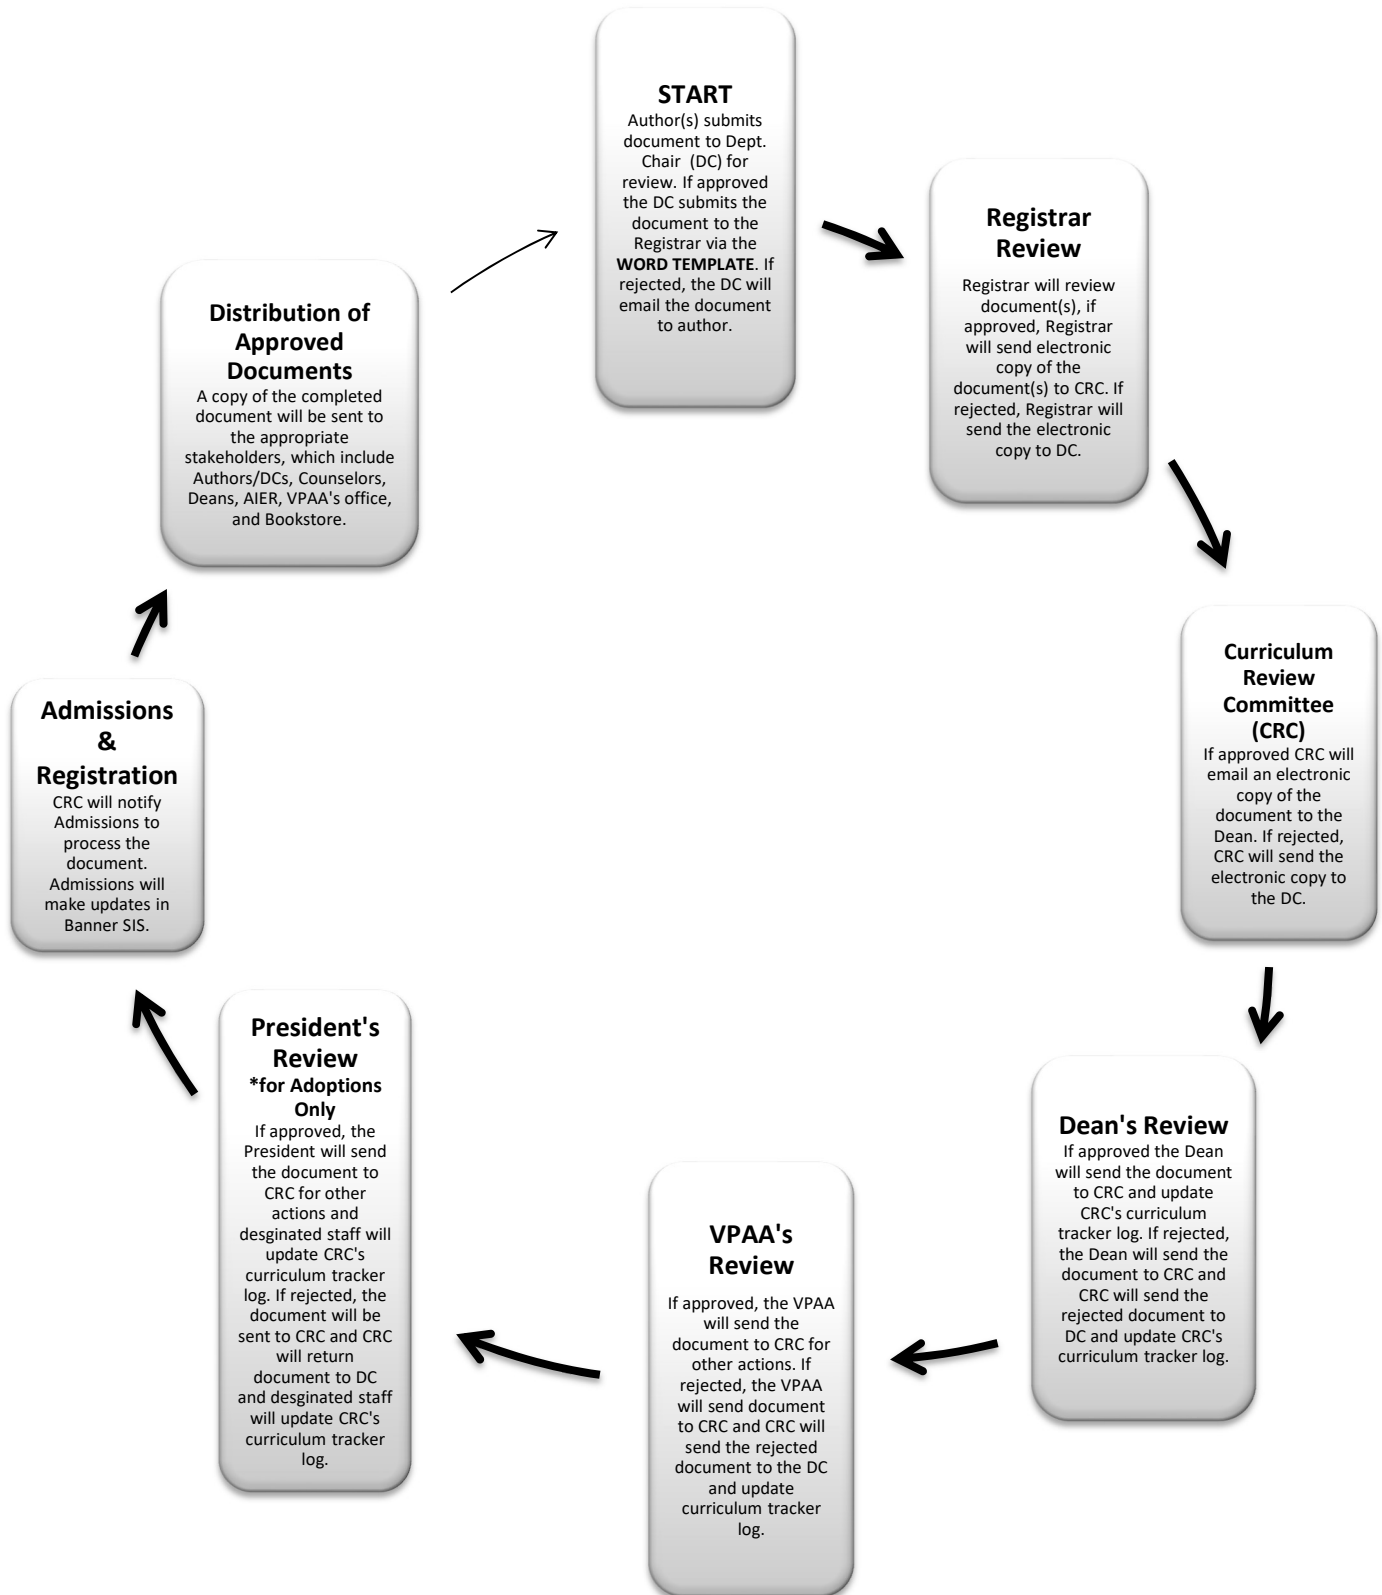 START
Author(s) submits
document to Dept.
Chair (DC) for
review. If approved
the DC submits the
document to the
Registrar via the
WORD TEMPLATE. If
rejected, the DC will
email the document
to author.
Registrar
Review
Registrar will review
document(s), if
approved, Registrar
will send electronic
copy of the
document(s) to CRC. If
rejected, Registrar will
send the electronic
copy to DC.
Curriculum
Review
Committee
(CRC)
If approved CRC will
email an electronic
copy of the
document to the
Dean. If rejected,
CRC will send the
electronic copy to
the DC.
Dean's Review
If approved the Dean
will send the document
to CRC and update
CRC's curriculum
tracker log. If rejected,
the Dean will send the
document to CRC and
CRC will send the
rejected document to
DC and update CRC's
curriculum tracker log.
VPAA's
Review
If approved, the VPAA
will send the
document to CRC for
other actions. If
rejected, the VPAA
will send document
to CRC and CRC will
send the rejected
document to the DC
and update
curriculum tracker
log.
President's
Review
*for Adoptions
Only
If approved, the
President will send
the document to
CRC for other
actions and
desginated staff will
update CRC's
curriculum tracker
log. If rejected, the
document will be
sent to CRC and CRC
will return
document to DC
and desginated staff
will update CRC's
curriculum tracker
log.
Admissions
&
Registration
CRC will notify
Admissions to
process the
document.
Admissions will
make updates in
Banner SIS.
Distribution of
Approved
Documents
A copy of the completed
document will be sent to
the appropriate
stakeholders, which include
Authors/DCs, Counselors,
Deans, AIER, VPAA's office,
and Bookstore.